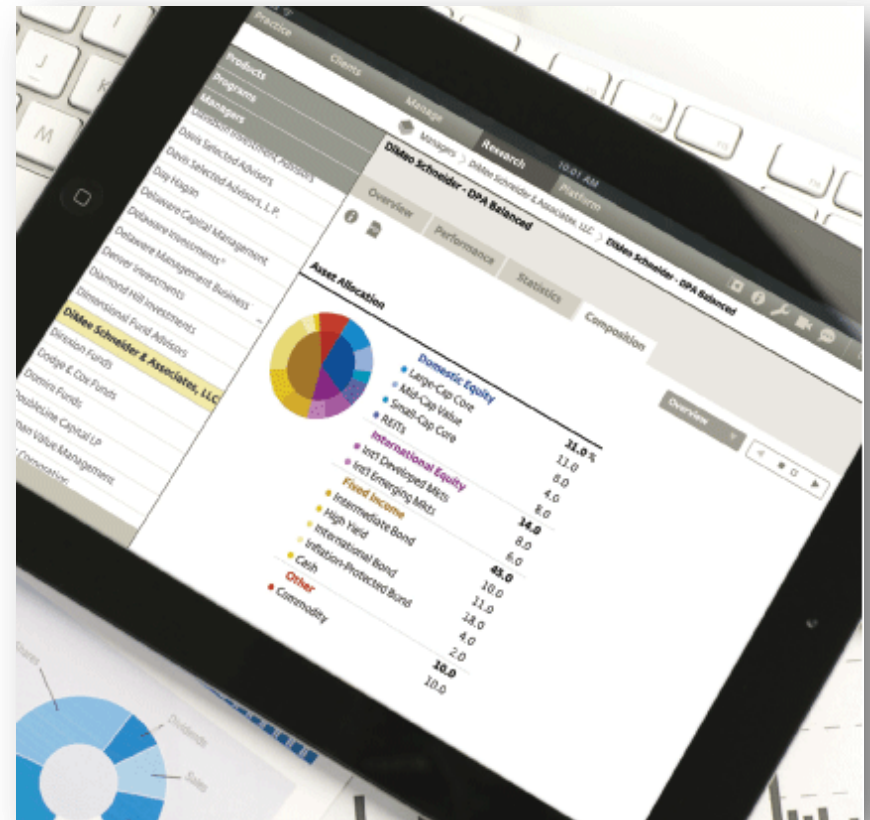 10:01 AM
Practice
Clients
Manage
Research
Platform
Products
Programs
Managers
Davidson Investment Advisors
Davis Selected Advisers
Davis Selected Advisors, L.P.
Day Hagan
Delaware Capital Management
Delaware Investments®
Delaware Management Business
Denver Investments
Diamond Hill Investments
Dimensional Fund Advisors
DiMeo Schneider & Associates, LLC
Direxion Funds
Dodge & Cox Funds
Domini Funds
DoubleLine Capital LP
Value Management
Corporation
Managers > DiMeo Schneider & Associates, LLC > DiMeo Schneider - DPA Balanced
DiMeo Schneider - DPA Balanced
Overview
Performance
Statistics
Composition
Overview
Asset Allocation
Domestic Equity 31.0 %
Large-Cap Core 11.0
Mid-Cap Value 8.0
Small-Cap Core 4.0
REITs 8.0
International Equity 14.0
Int'l Developed Mkts 8.0
Int'l Emerging Mkts 6.0
Fixed Income 45.0
Intermediate Bond 10.0
High Yield 11.0
International Bond 18.0
Inflation-Protected Bond 4.0
Cash 2.0
Other 10.0
Commodity 10.0
Shares
Dividends
Sales
J
K
M